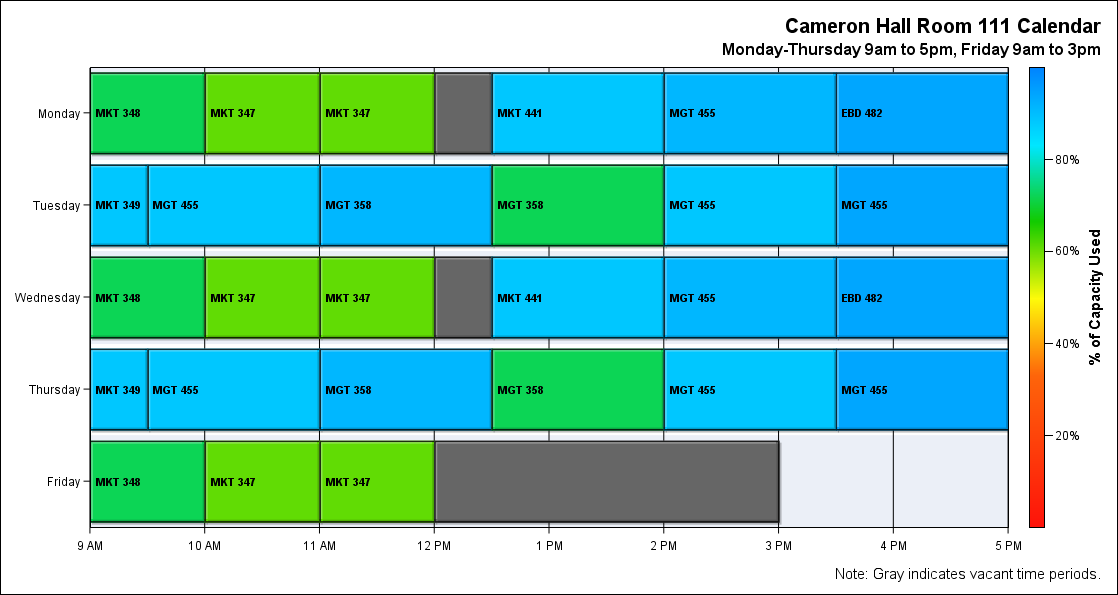 Cameron Hall Room 111 Calendar
Monday-Thursday 9am to 5pm, Friday 9am to 3pm
Monday
MKT 348
MKT 347
MKT 347
MKT 441
MGT 455
EBD 482
Tuesday
MKT 349
MGT 455
MGT 358
MGT 358
MGT 455
MGT 455
Wednesday
MKT 348
MKT 347
MKT 347
MKT 441
MGT 455
EBD 482
Thursday
MKT 349
MGT 455
MGT 358
MGT 358
MGT 455
MGT 455
Friday
MKT 348
MKT 347
MKT 347
9 AM
10 AM
11 AM
12 PM
1 PM
2 PM
3 PM
4 PM
5 PM
80%
60%
40%
20%
% of Capacity Used
Note: Gray indicates vacant time periods.